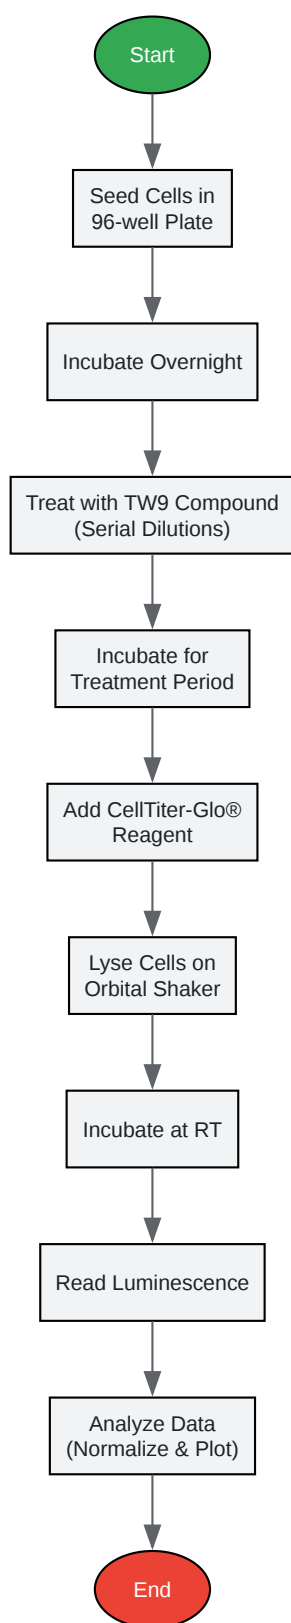 Start
Seed Cells in
96-well Plate
Incubate Overnight
Treat with TW9 Compound
(Serial Dilutions)
Incubate for
Treatment Period
Add CellTiter-Glo®
Reagent
Lyse Cells on
Orbital Shaker
Incubate at RT
Read Luminescence
Analyze Data
(Normalize & Plot)
End